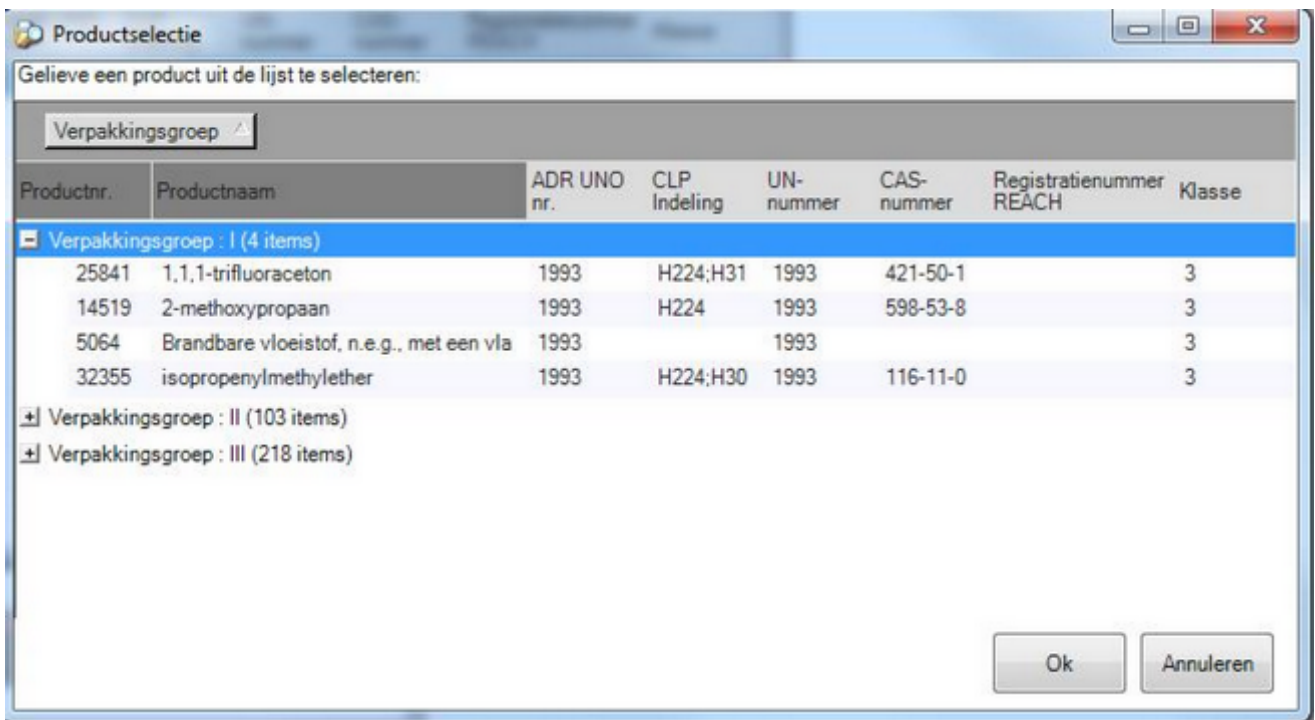 Productselectie
Gelieve een product uit de lijst te selecteren:
Verpakkingsgroep
Productnr. Productnaam ADR UNO nr. CLP Indeling UN-nummer CAS-nummer Registratienummer REACH Klasse
Verpakkingsgroep : I (4 items)
25841 1,1,1-trifluoraceton 1993 H224;H31 1993 421-50-1 3
14519 2-methoxypropaan 1993 H224 1993 598-53-8 3
5064 Brandbare vloeistof, n.e.g., met een vla 1993 1993 3
32355 isopropenylmethylether 1993 H224;H30 1993 116-11-0 3
Verpakkingsgroep : II (103 items)
Verpakkingsgroep : III (218 items)
Ok Annuleren